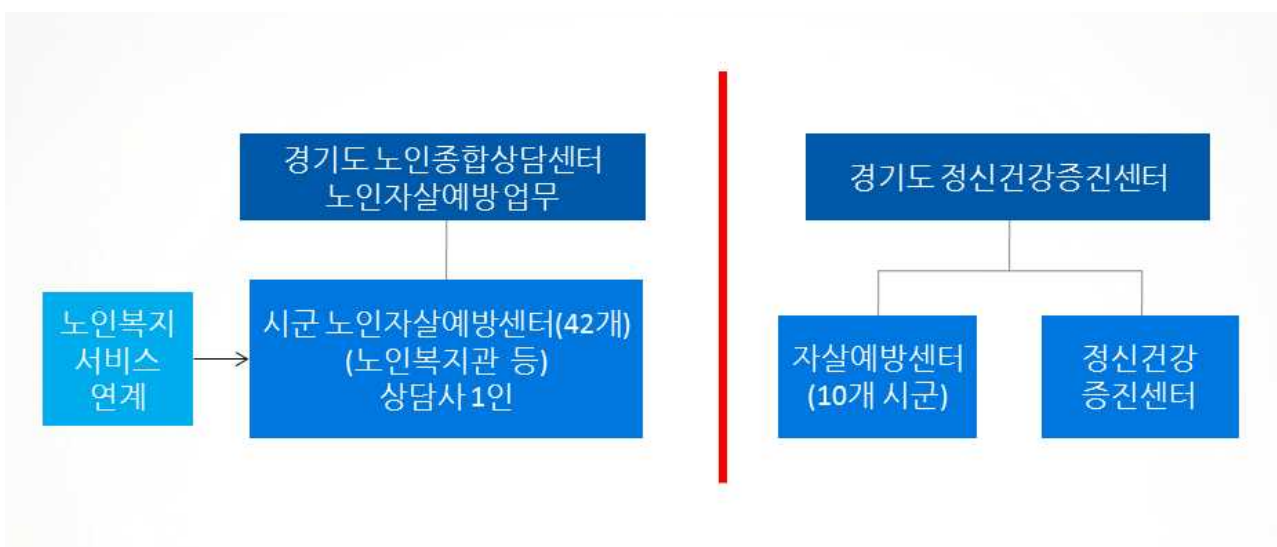 경기도 노인종합상담센터
노인자살예방 업무
노인복지
서비스
연계
시군 노인자살예방센터(42개)
(노인복지관 등)
상담사 1인
경기도 정신건강증진센터
자살예방센터
(10개 시군)
정신건강
증진센터